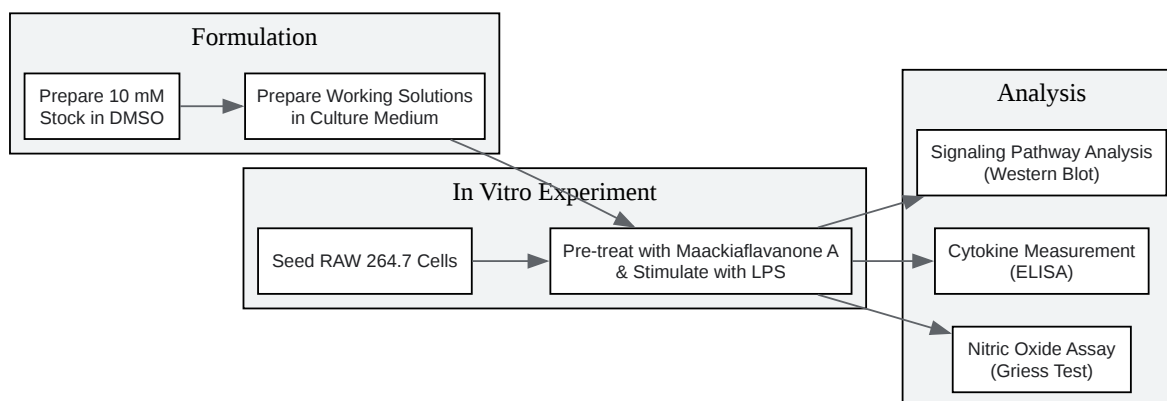 Formulation
Prepare 10 mM
Stock in DMSO
Prepare Working Solutions
in Culture Medium
In Vitro Experiment
Seed RAW 264.7 Cells
Pre-treat with Maackiaflavanone A
& Stimulate with LPS
Analysis
Signaling Pathway Analysis
(Western Blot)
Cytokine Measurement
(ELISA)
Nitric Oxide Assay
(Griess Test)